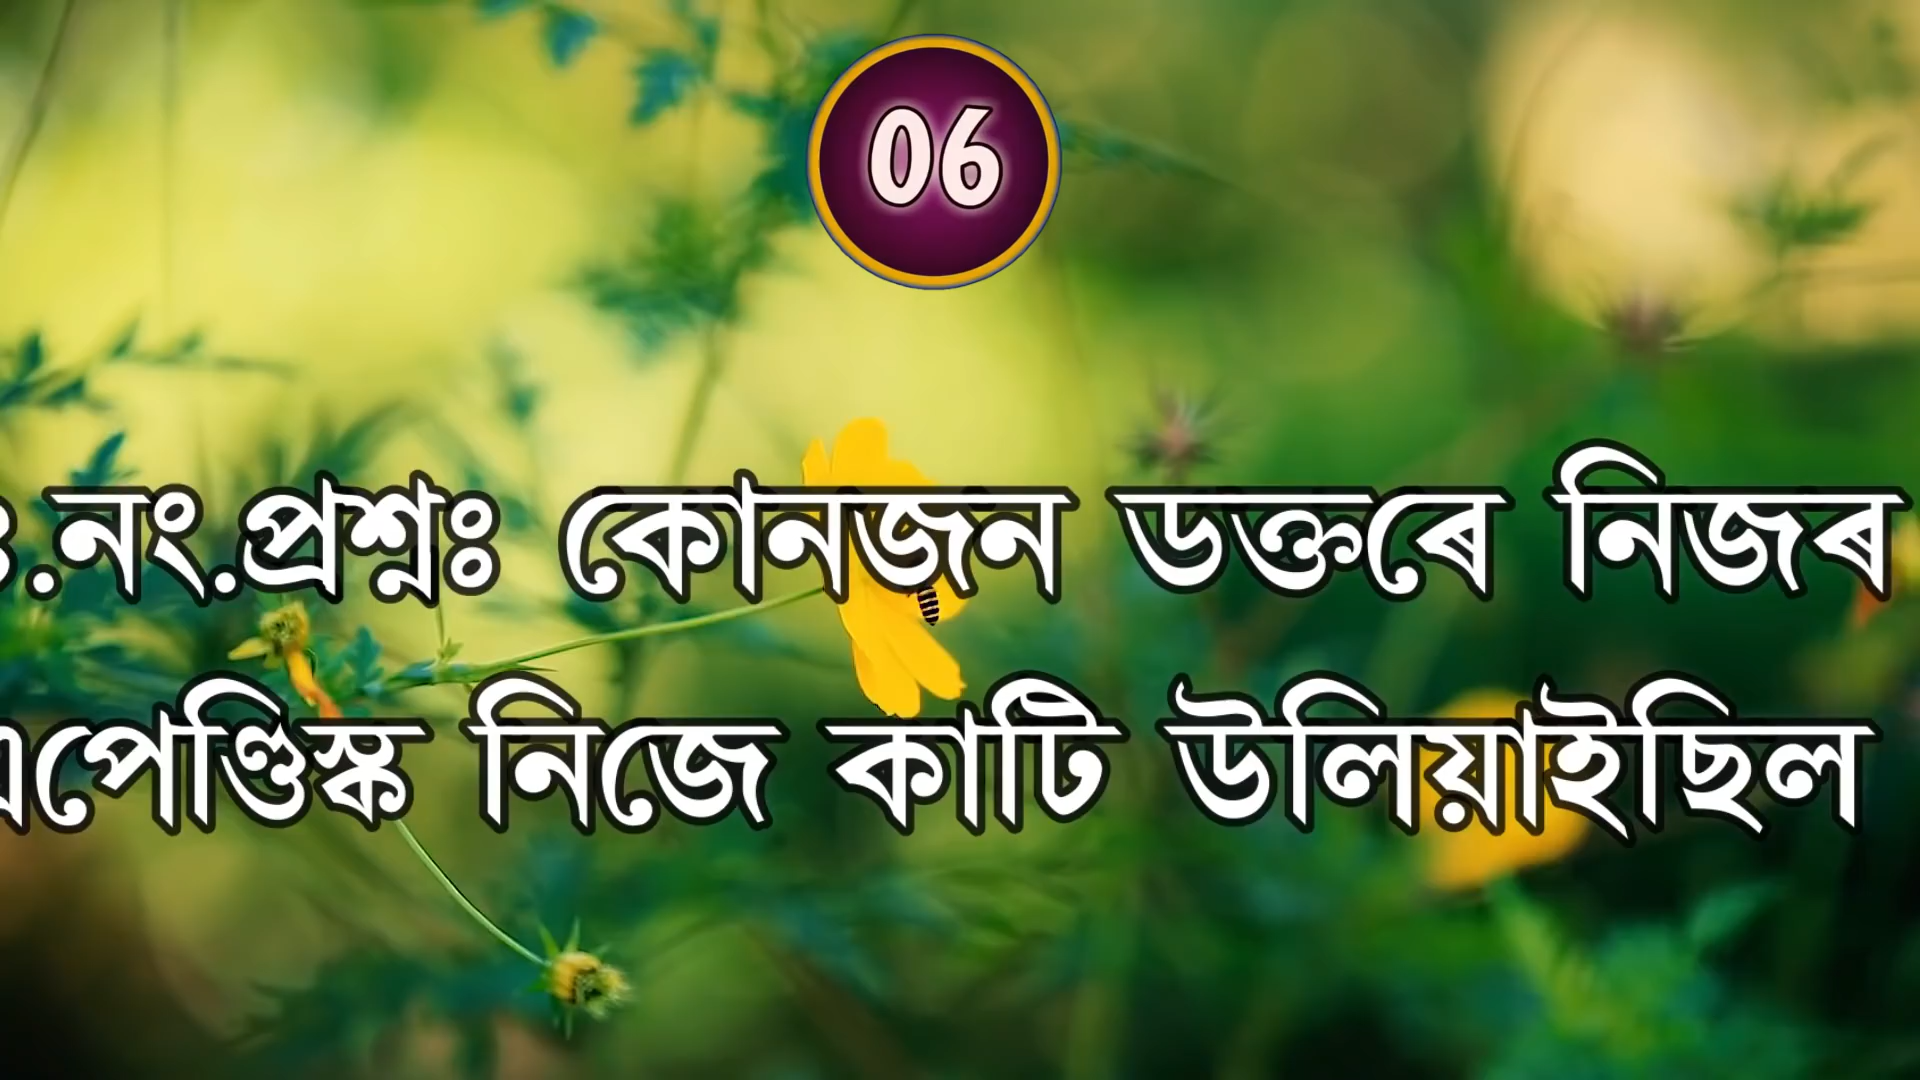 06
.নং.প্ৰশ্নঃ কোনজন ডক্তৰে নিজৰ
এপেণ্ডিস্ক নিজে কাটি উলিয়াইছিল